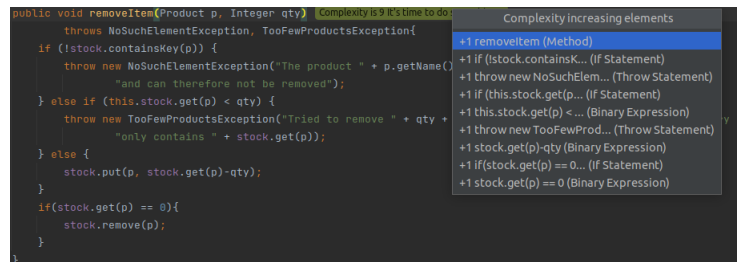 public void removeItem(Product p, Integer qty) Complexity is 9 It's time to do s
throws NoSuchElementException, TooFewProductsException{
if (!stock.containsKey(p)) {
throw new NoSuchElementException("The product " + p.getName()
"and can therefore not be removed");
} else if (this.stock.get(p) < qty) {
throw new TooFewProductsException("Tried to remove " + qty +
"only contains " + stock.get(p));
} else {
stock.put(p, stock.get(p)-qty);
}
if(stock.get(p) == 0){
stock.remove(p);
}
}
Complexity increasing elements
+1 removeItem (Method)
+1 if (!stock.containsK... (If Statement)
+1 throw new NoSuchElem... (Throw Statement)
+1 if (this.stock.get(p... (If Statement)
+1 this.stock.get(p) < ... (Binary Expression)
+1 throw new TooFewProd... (Throw Statement)
+1 stock.get(p)-qty (Binary Expression)
+1 if(stock.get(p) == 0... (If Statement)
+1 stock.get(p) == 0 (Binary Expression)